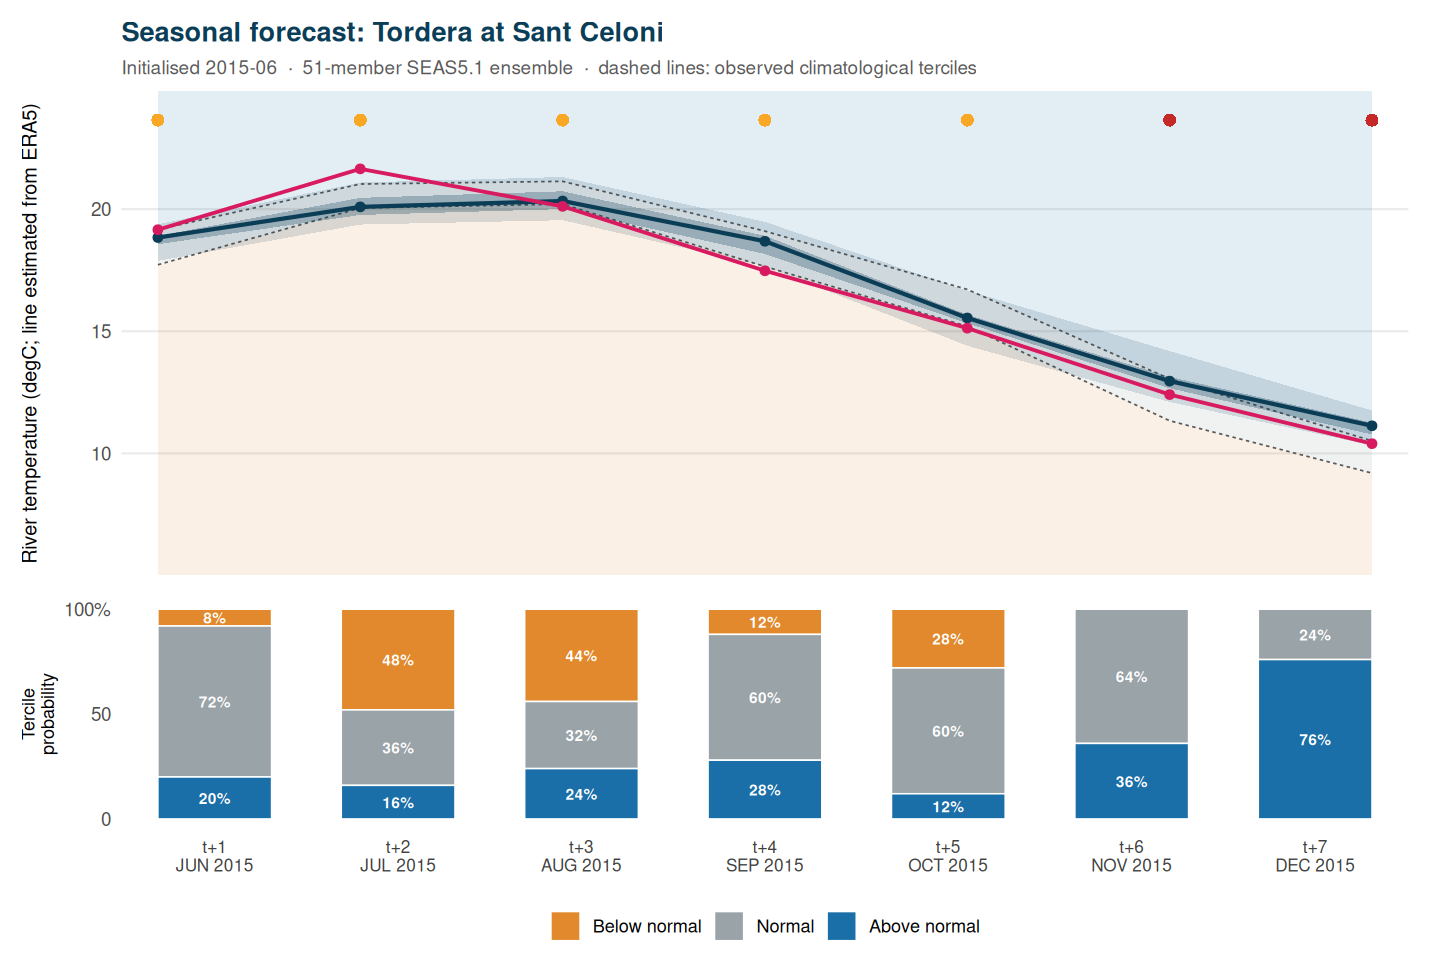 Seasonal forecast: Tordera at Sant Celoni
Initialised 2015-06 · 51-member SEAS5.1 ensemble · dashed lines: observed climatological terciles
River temperature (degC; line estimated from ERA5)
20
15
10
Tercile
probability
100%
50
0
8%
72%
20%
48%
36%
16%
44%
32%
24%
12%
60%
28%
28%
60%
12%
64%
36%
24%
76%
t+1
JUN 2015
t+2
JUL 2015
t+3
AUG 2015
t+4
SEP 2015
t+5
OCT 2015
t+6
NOV 2015
t+7
DEC 2015
Below normal
Normal
Above normal